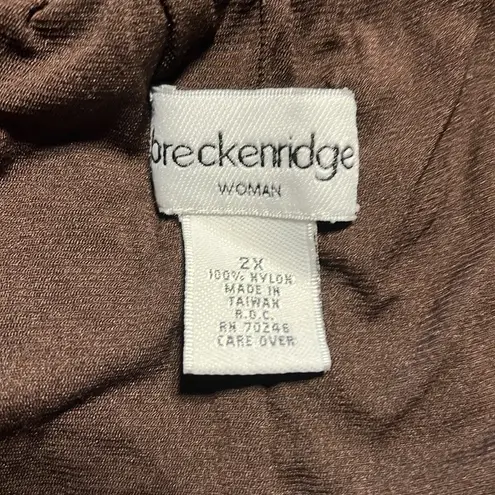 breckenridge
WOMAN
2X
100% NYLON
MADE IN
TAIWAN
R.O.C.
RN 70246
CARE OVER